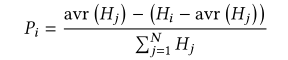 P_i = \frac{\text{avr}(H_j) - (H_i - \text{avr}(H_j))}{\sum_{j=1}^{N} H_j}